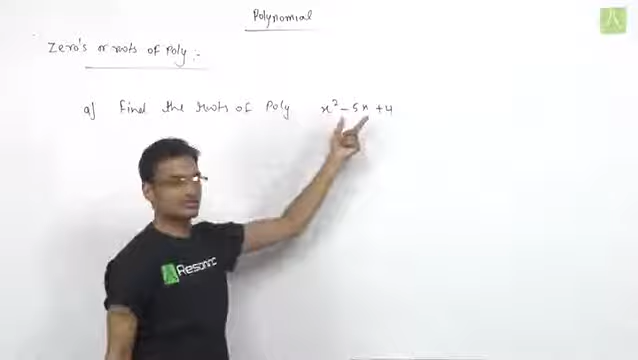 Polynomial
Zero's or roots of Poly :-
a) Find the roots of Poly x² - 5x + 4
Resonance